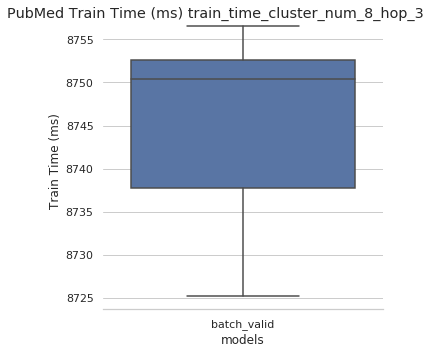 PubMed Train Time (ms) train_time_cluster_num_8_hop_3
8755
8750
8745
8740
8735
8730
8725
Train Time (ms)
batch_valid
models